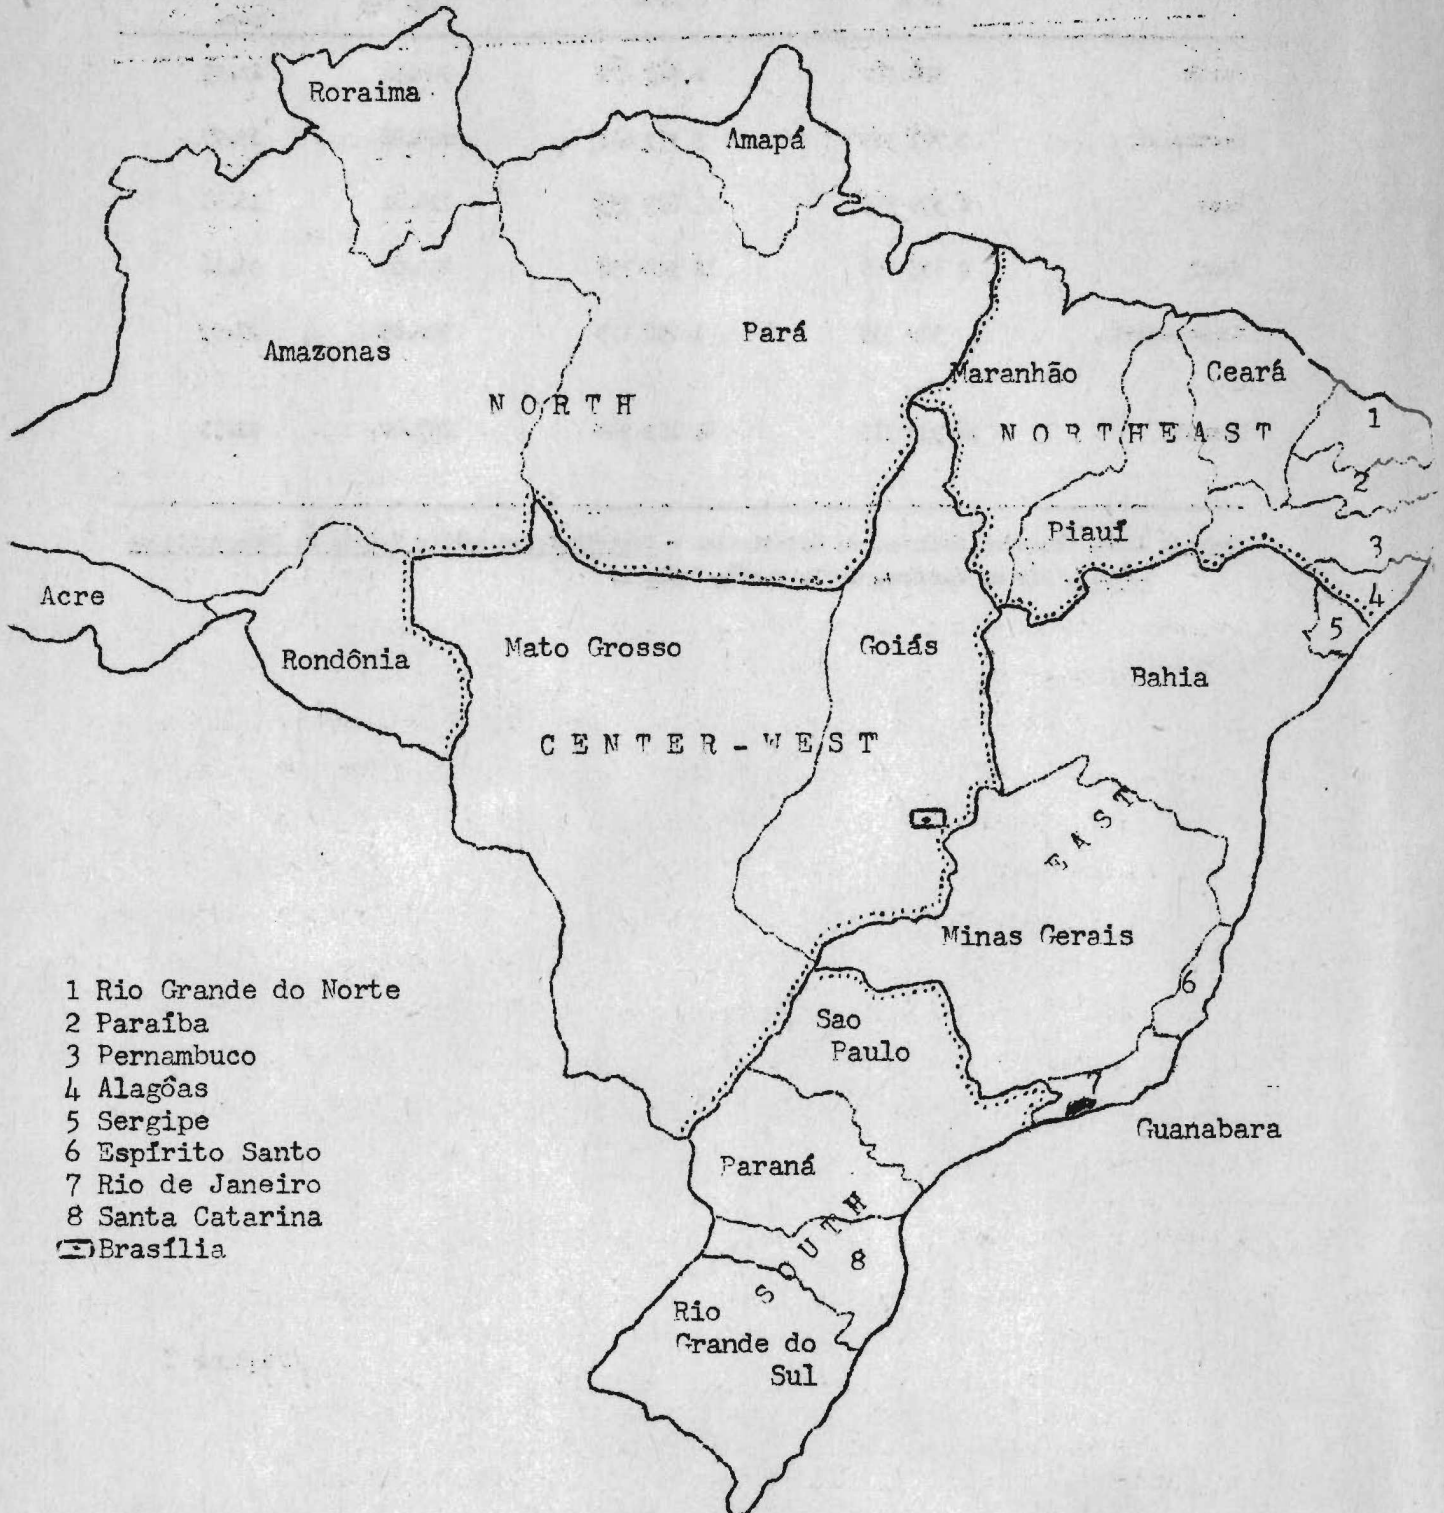 Roraima
Amapá
Amazonas
Pará
NORTH
Maranhão
Ceará
NORTHEAST
1
2
Piauí
3
4
5
Acre
Rondônia
Mato Grosso
Goiás
Bahia
CENTER-WEST
EAST
Minas Gerais
6
Sao
Paulo
Guanabara
Paraná
SOUTH
8
Rio
Grande do
Sul
1 Rio Grande do Norte
2 Paraíba
3 Pernambuco
4 Alagôas
5 Sergipe
6 Espírito Santo
7 Rio de Janeiro
8 Santa Catarina
Brasília